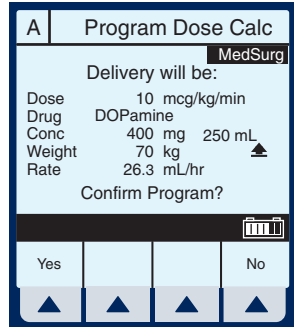 A Program Dose Calc
MedSurg
Delivery will be:
Dose 10 mcg/kg/min
Drug DOPamine
Conc 400 mg 250 mL
Weight 70 kg
Rate 26.3 mL/hr
Confirm Program?
Yes No